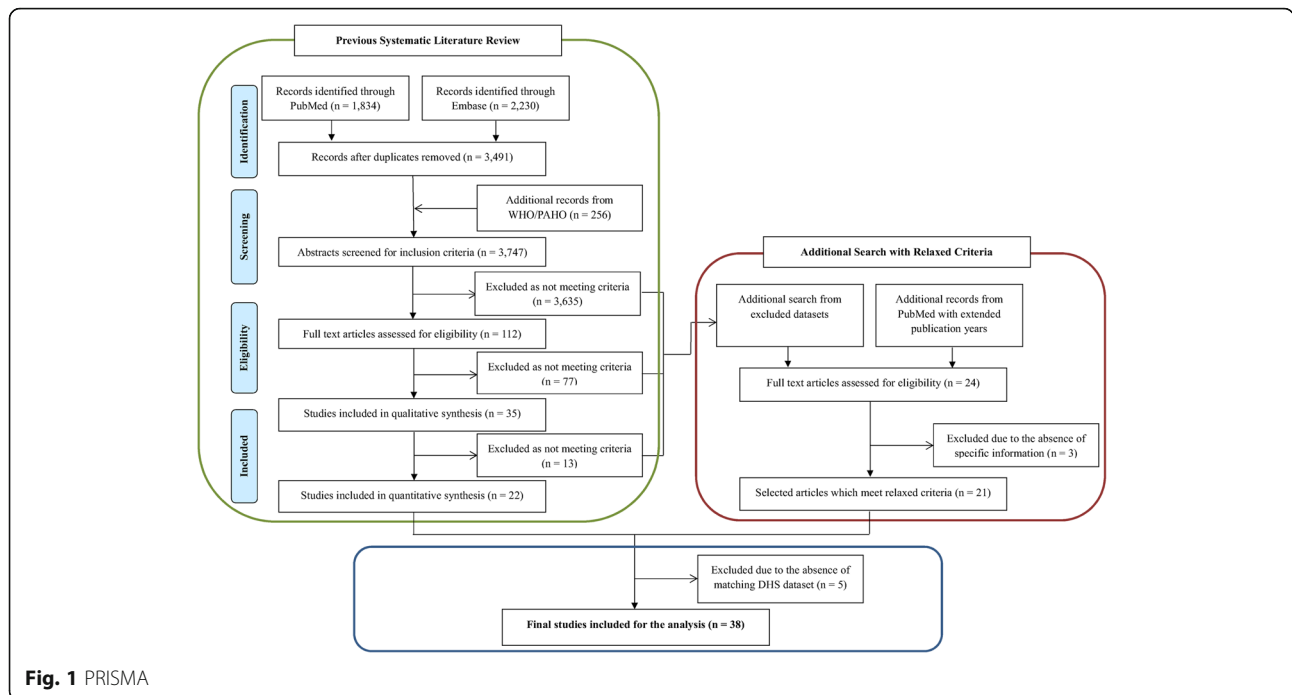 Previous Systematic Literature Review
Identification
Records identified through
PubMed (n = 1,834)
Records identified through
Embase (n = 2,230)
Records after duplicates removed (n = 3,491)
Screening
Additional records from
WHO/PAHO (n = 256)
Abstracts screened for inclusion criteria (n = 3,747)
Excluded as not meeting criteria
(n = 3,635)
Eligibility
Full text articles assessed for eligibility (n = 112)
Excluded as not meeting criteria
(n = 77)
Studies included in qualitative synthesis (n = 35)
Included
Excluded as not meeting criteria
(n = 13)
Studies included in quantitative synthesis (n = 22)
Additional Search with Relaxed Criteria
Additional search from
excluded datasets
Additional records from
PubMed with extended
publication years
Full text articles assessed for eligibility (n = 24)
Excluded due to the absence of
specific information (n = 3)
Selected articles which meet relaxed criteria (n = 21)
Excluded due to the absence of
matching DHS dataset (n = 5)
Final studies included for the analysis (n = 38)
Fig. 1 PRISMA